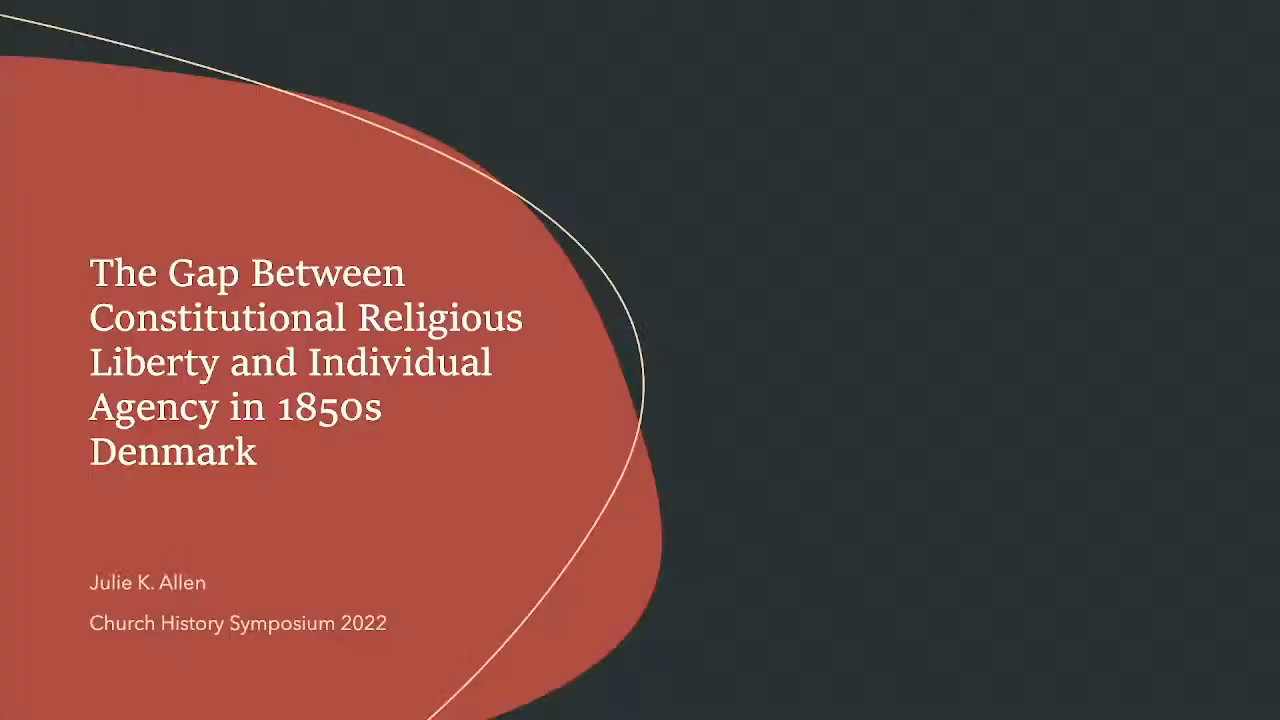 The Gap Between
Constitutional Religious
Liberty and Individual
Agency in 1850s
Denmark
Julie K. Allen
Church History Symposium 2022